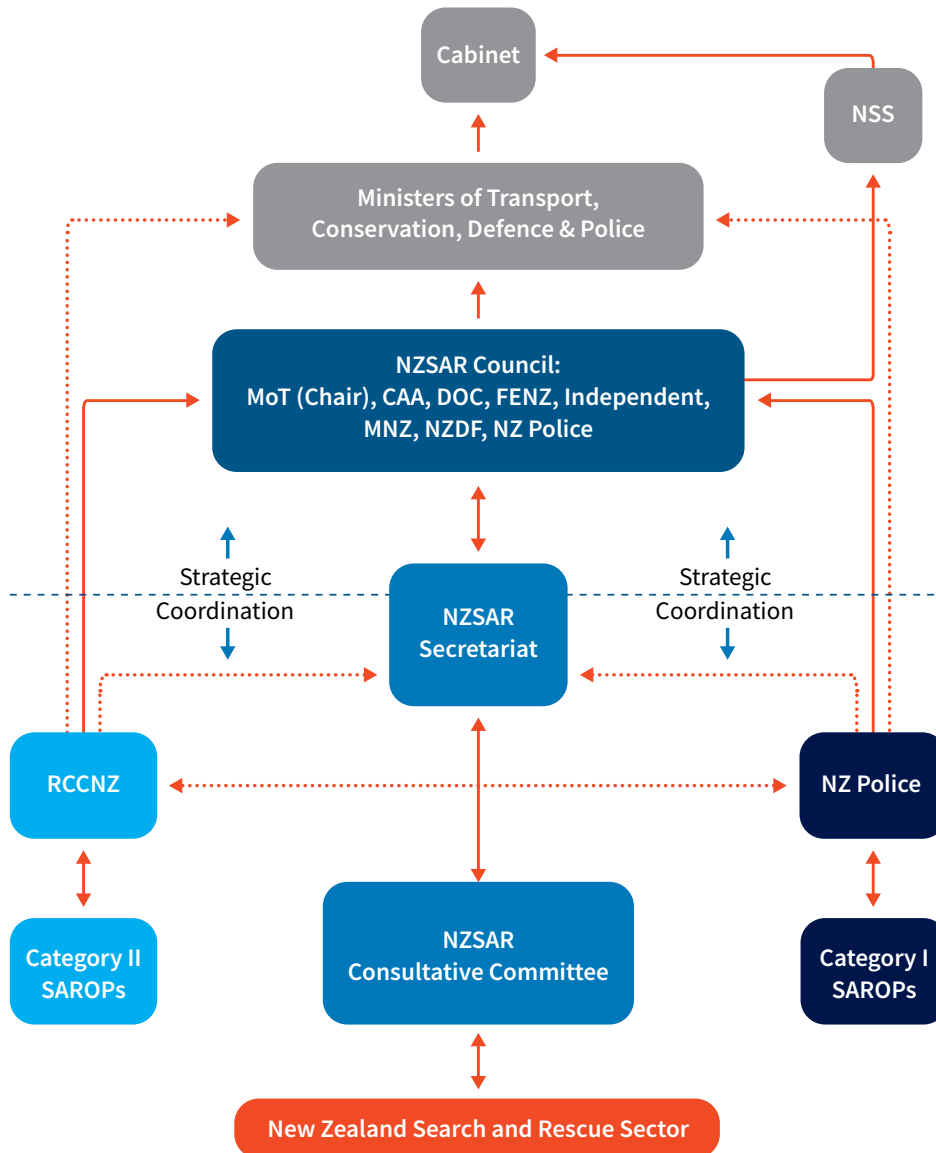 Cabinet
NSS
Ministers of Transport,
Conservation, Defence & Police
NZSAR Council:
MoT (Chair), CAA, DOC, FENZ, Independent,
MNZ, NZDF, NZ Police
Strategic
Coordination
NZSAR
Secretariat
Strategic
Coordination
RCCNZ
NZ Police
Category II
SAROPs
NZSAR
Consultative Committee
Category I
SAROPs
New Zealand Search and Rescue Sector